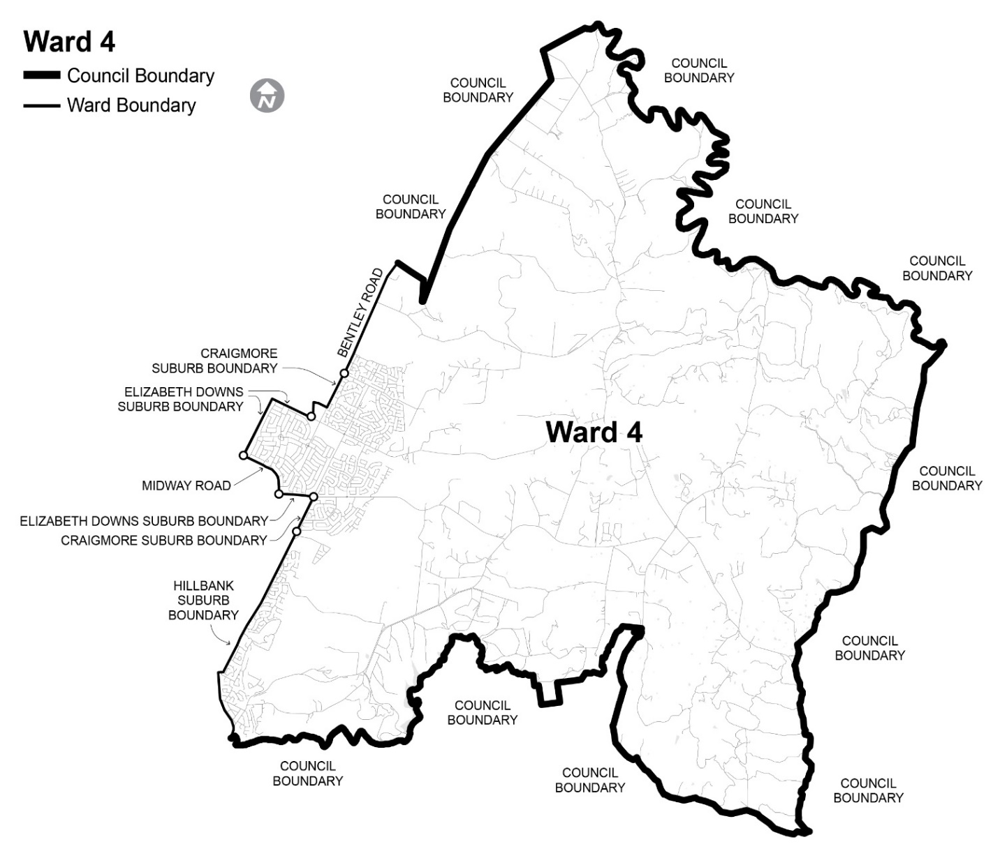 Ward 4
Council Boundary
Ward Boundary
N
COUNCIL
BOUNDARY
COUNCIL
BOUNDARY
COUNCIL
BOUNDARY
COUNCIL
BOUNDARY
COUNCIL
BOUNDARY
BENTLEY ROAD
CRAIGMORE
SUBURB BOUNDARY
ELIZABETH DOWNS
SUBURB BOUNDARY
Ward 4
MIDWAY ROAD
COUNCIL
BOUNDARY
ELIZABETH DOWNS SUBURB BOUNDARY
CRAIGMORE SUBURB BOUNDARY
HILLBANK
SUBURB
BOUNDARY
COUNCIL
BOUNDARY
COUNCIL
BOUNDARY
COUNCIL
BOUNDARY
COUNCIL
BOUNDARY
COUNCIL
BOUNDARY